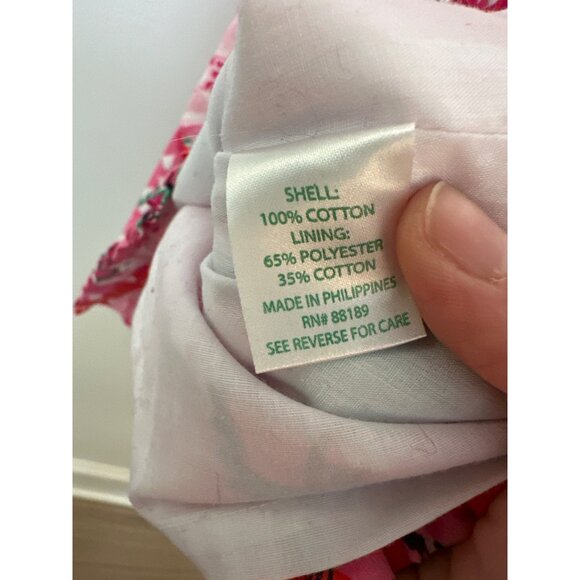 SHELL:
100% COTTON
LINING:
65% POLYESTER
35% COTTON
MADE IN PHILIPPINES
RN# 88189
SEE REVERSE FOR CARE